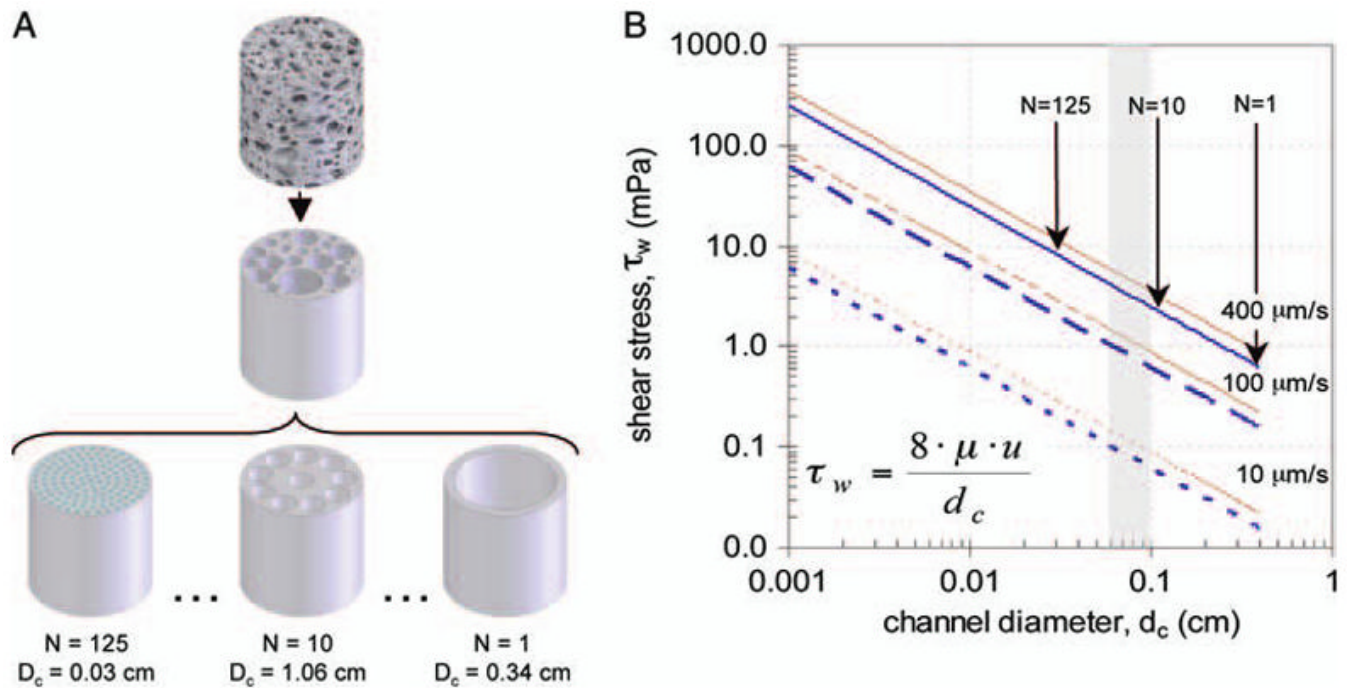 A
N = 125
D_c = 0.03 cm
...
N = 10
D_c = 1.06 cm
...
N = 1
D_c = 0.34 cm
B
shear stress, τ_w (mPa)
1000.0
100.0
10.0
1.0
0.1
0.0
N=125
N=10
N=1
400 μm/s
100 μm/s
10 μm/s
τ_w = 8 · μ · u / d_c
0.001
0.01
0.1
1
channel diameter, d_c (cm)